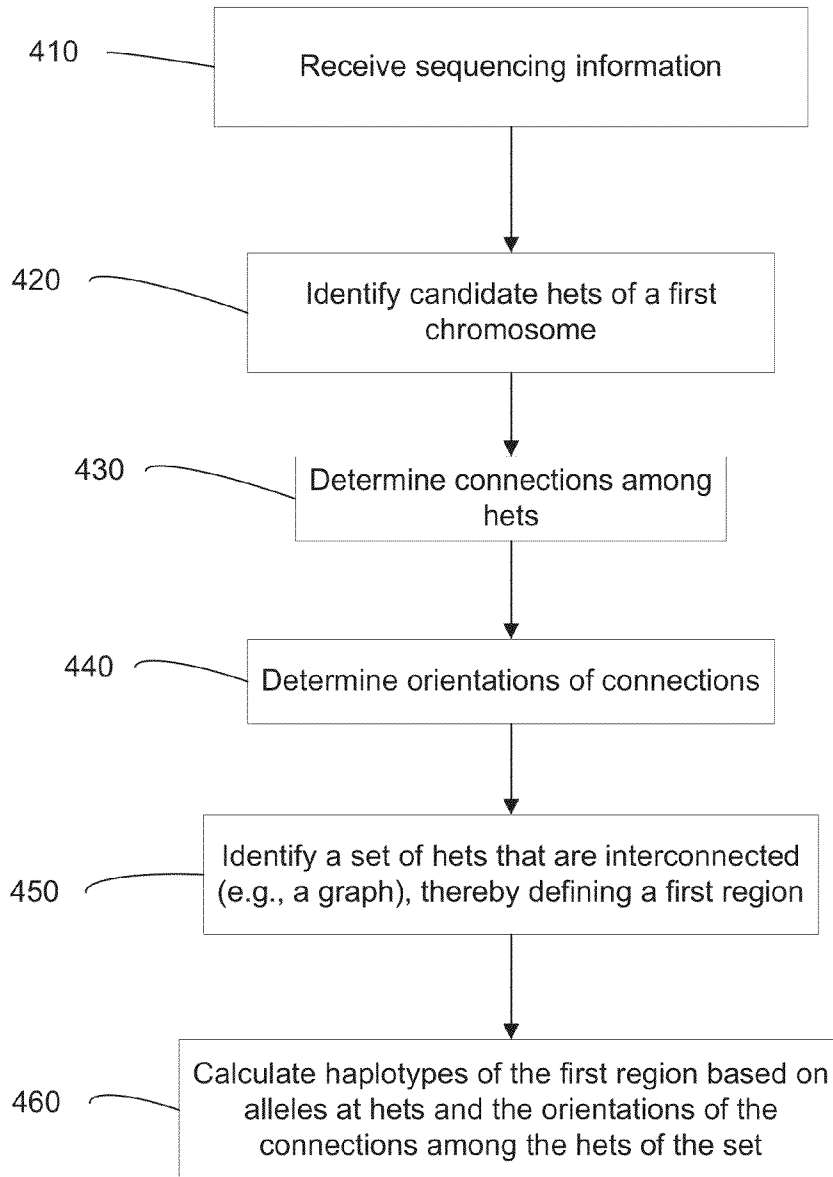 410
Receive sequencing information
420
Identify candidate hets of a first
chromosome
430
Determine connections among
hets
440
Determine orientations of connections
450
Identify a set of hets that are interconnected
(e.g., a graph), thereby defining a first region
460
Calculate haplotypes of the first region based on
alleles at hets and the orientations of the
connections among the hets of the set